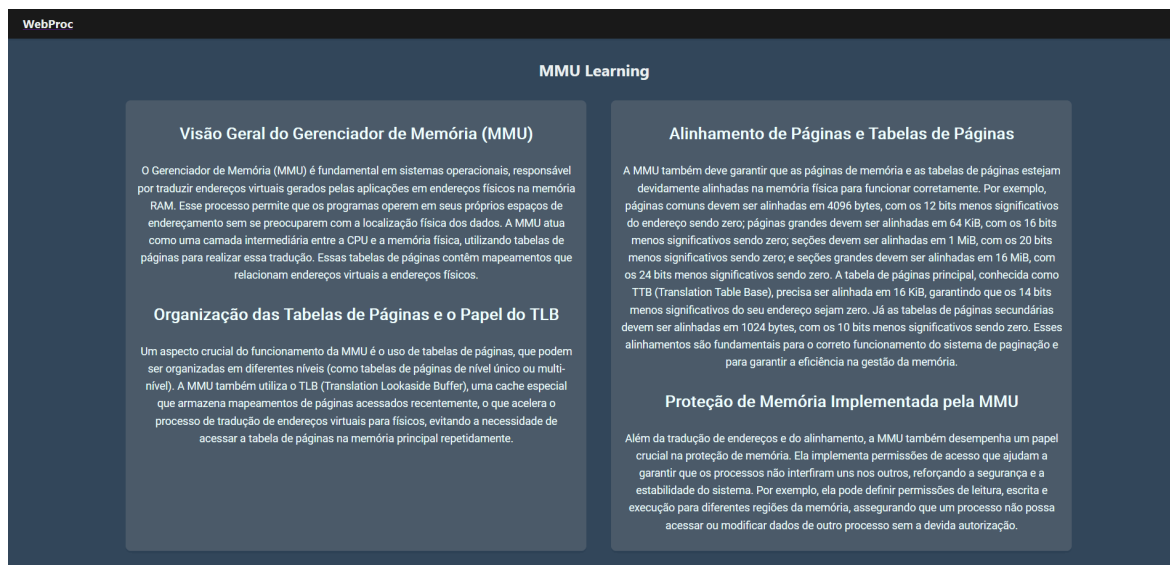 WebProc
MMU Learning
Visão Geral do Gerenciador de Memória (MMU)
O Gerenciador de Memória (MMU) é fundamental em sistemas operacionais, responsável
por traduzir endereços virtuais gerados pelas aplicações em endereços físicos na memória
RAM. Esse processo permite que os programas operem em seus próprios espaços de
endereçamento sem se preocuparem com a localização física dos dados. A MMU atua
como uma camada intermediária entre a CPU e a memória física, utilizando tabelas de
páginas para realizar essa tradução. Essas tabelas de páginas contêm mapeamentos que
relacionam endereços virtuais a endereços físicos.
Organização das Tabelas de Páginas e o Papel do TLB
Um aspecto crucial do funcionamento da MMU é o uso de tabelas de páginas, que podem
ser organizadas em diferentes níveis (como tabelas de páginas de nível único ou multi-
nível). A MMU também utiliza o TLB (Translation Lookaside Buffer), uma cache especial
que armazena mapeamentos de páginas acessados recentemente, o que acelera o
processo de tradução de endereços virtuais para físicos, evitando a necessidade de
acessar a tabela de páginas na memória principal repetidamente.
Alinhamento de Páginas e Tabelas de Páginas
A MMU também deve garantir que as páginas de memória e as tabelas de páginas estejam
devidamente alinhadas na memória física para funcionar corretamente. Por exemplo,
páginas comuns devem ser alinhadas em 4096 bytes, com os 12 bits menos significativos
do endereço sendo zero; páginas grandes devem ser alinhadas em 64 KiB, com os 16 bits
menos significativos sendo zero; seções devem ser alinhadas em 1 MiB, com os 20 bits
menos significativos sendo zero; e seções grandes devem ser alinhadas em 16 MiB, com
os 24 bits menos significativos sendo zero. A tabela de páginas principal, conhecida como
TTB (Translation Table Base), precisa ser alinhada em 16 KiB, garantindo que os 14 bits
menos significativos do seu endereço sejam zero. Já as tabelas de páginas secundárias
devem ser alinhadas em 1024 bytes, com os 10 bits menos significativos sendo zero. Esses
alinhamentos são fundamentais para o correto funcionamento do sistema de paginação e
para garantir a eficiência na gestão da memória.
Proteção de Memória Implementada pela MMU
Além da tradução de endereços e do alinhamento, a MMU também desempenha um papel
crucial na proteção de memória. Ela implementa permissões de acesso que ajudam a
garantir que os processos não interfiram uns nos outros, reforçando a segurança e a
estabilidade do sistema. Por exemplo, ela pode definir permissões de leitura, escrita e
execução para diferentes regiões da memória, assegurando que um processo não possa
acessar ou modificar dados de outro processo sem a devida autorização.